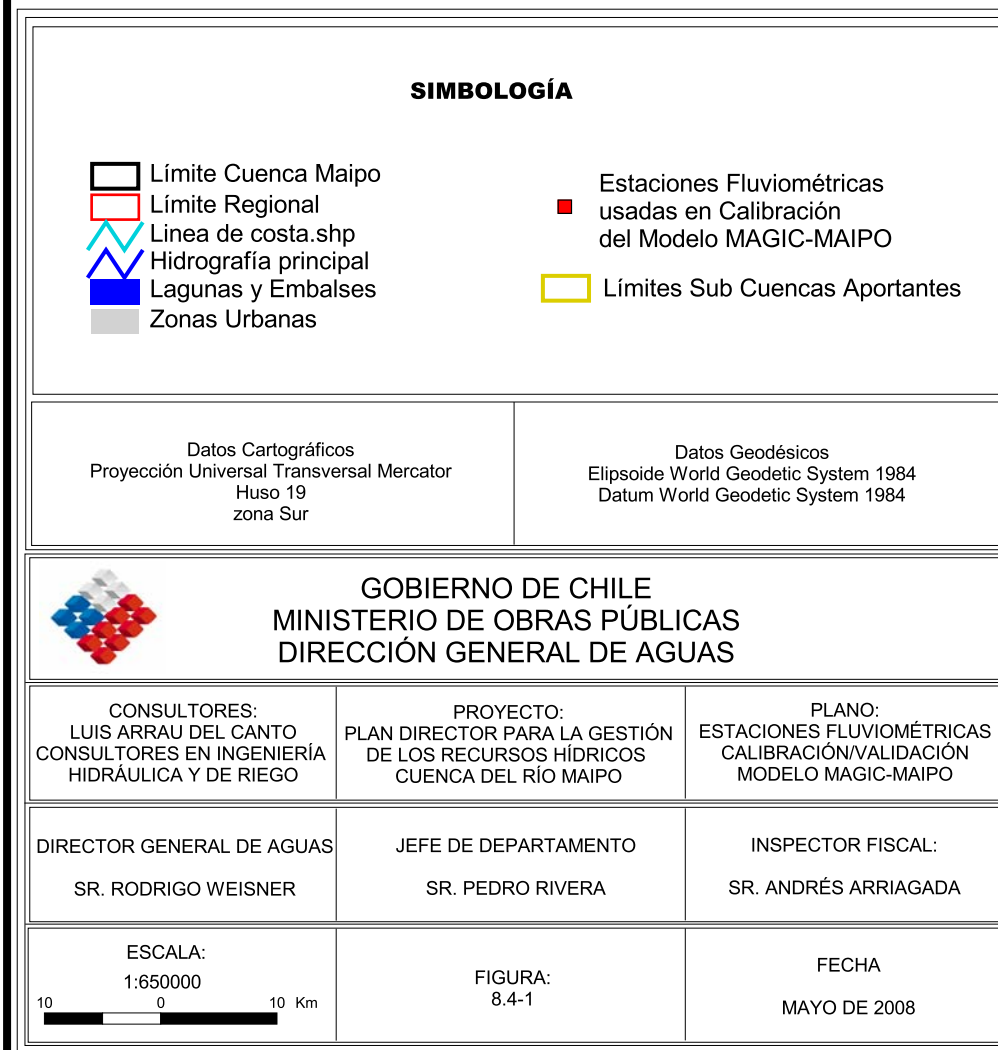 SIMBOLOGÍA
Límite Cuenca Maipo
Límite Regional
Linea de costa.shp
Hidrografía principal
Lagunas y Embalses
Zonas Urbanas
Estaciones Fluviométricas
usadas en Calibración
del Modelo MAGIC-MAIPO
Límites Sub Cuencas Aportantes
Datos Cartográficos
Proyección Universal Transversal Mercator
Huso 19
zona Sur
Datos Geodésicos
Elipsoide World Geodetic System 1984
Datum World Geodetic System 1984
GOBIERNO DE CHILE
MINISTERIO DE OBRAS PÚBLICAS
DIRECCIÓN GENERAL DE AGUAS
CONSULTORES:
LUIS ARRAU DEL CANTO
CONSULTORES EN INGENIERÍA
HIDRÁULICA Y DE RIEGO
PROYECTO:
PLAN DIRECTOR PARA LA GESTIÓN
DE LOS RECURSOS HÍDRICOS
CUENCA DEL RÍO MAIPO
PLANO:
ESTACIONES FLUVIOMÉTRICAS
CALIBRACIÓN/VALIDACIÓN
MODELO MAGIC-MAIPO
DIRECTOR GENERAL DE AGUAS
SR. RODRIGO WEISNER
JEFE DE DEPARTAMENTO
SR. PEDRO RIVERA
INSPECTOR FISCAL:
SR. ANDRÉS ARRIAGADA
ESCALA:
1:650000
10 0 10 Km
FIGURA:
8.4-1
FECHA
MAYO DE 2008